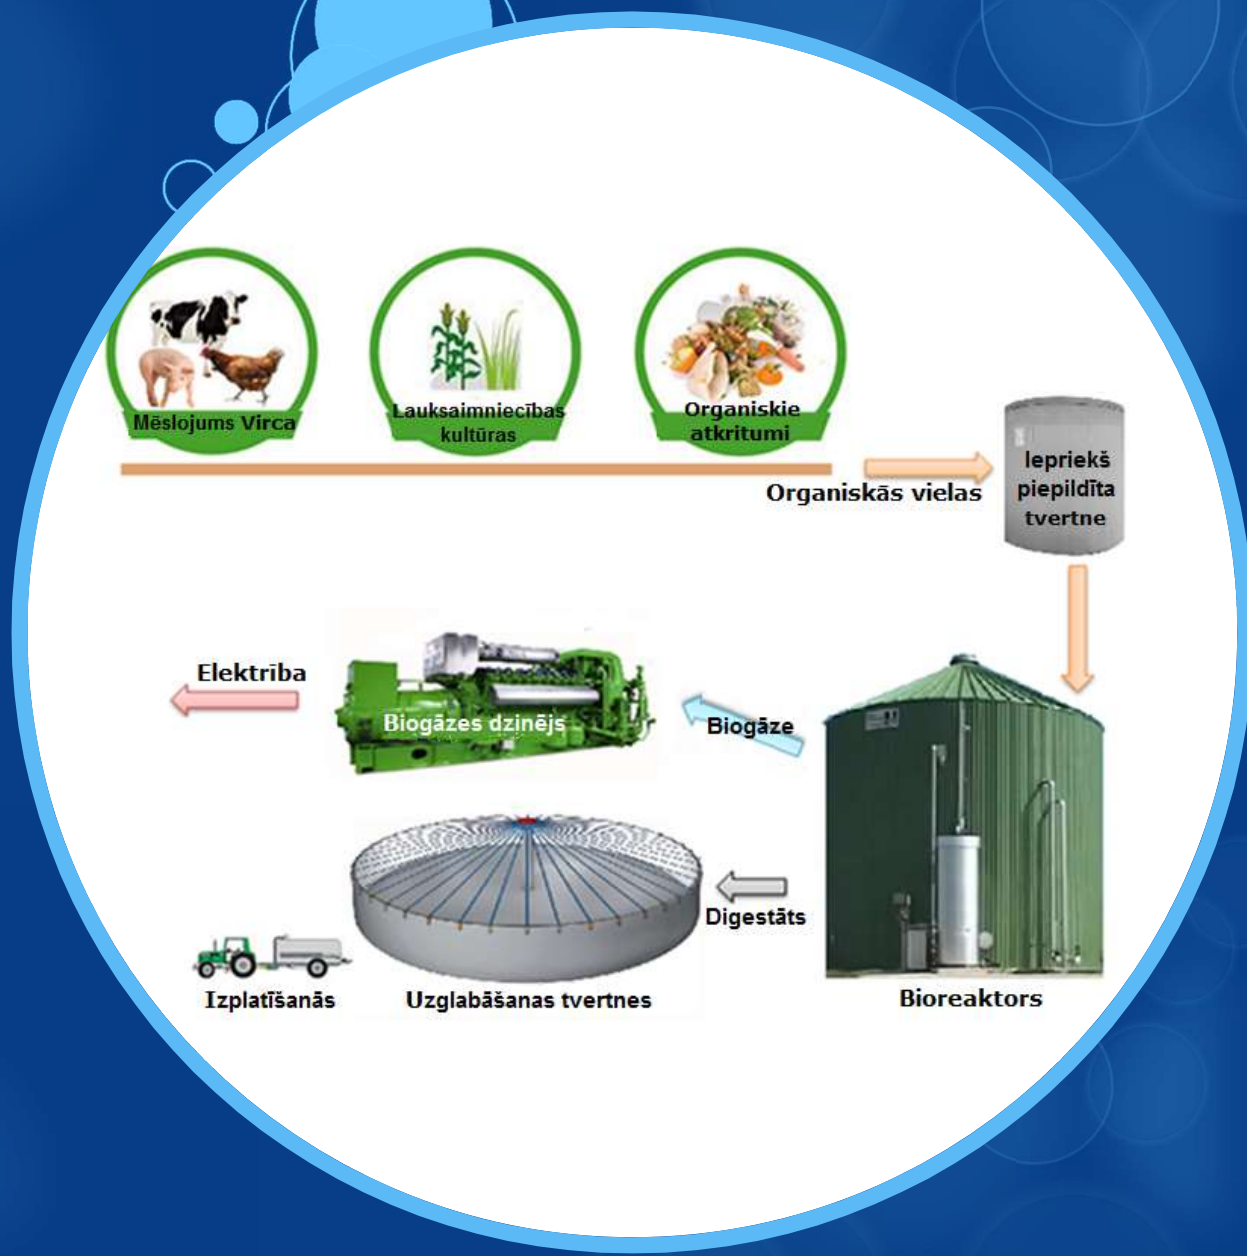 Mēslojums Virca
Lauksaimniecības
kultūras
Organiskie
atkritumi
Organiskās vielas
Iepriekš
piepildīta
tvertne
Elektrība
Biogāzes dzinējs
Biogāze
Digestāts
Izplatīšanās
Uzglabāšanas tvertnes
Bioreaktors